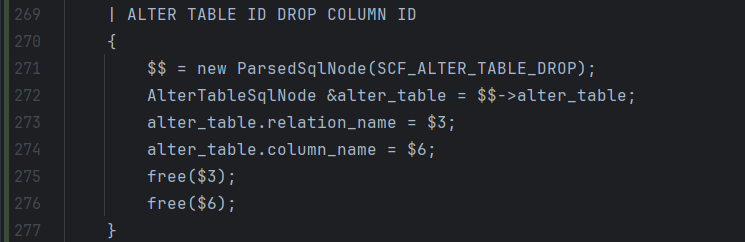 269 | ALTER TABLE ID DROP COLUMN ID
270 {
271 $$ = new ParsedSqlNode(SCF_ALTER_TABLE_DROP);
272 AlterTableSqlNode &alter_table = $$->alter_table;
273 alter_table.relation_name = $3;
274 alter_table.column_name = $6;
275 free($3);
276 free($6);
277 }